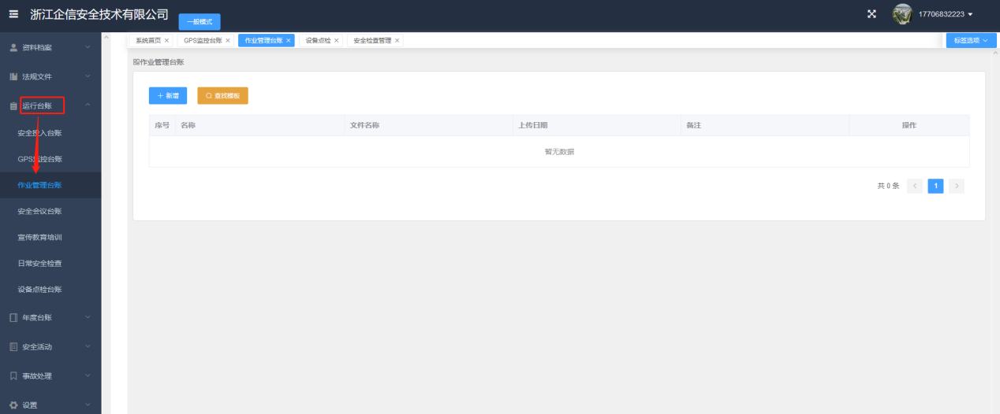 浙江企信安全技术有限公司
一般模式
17706832223
资料档案
法规文件
运行台账
安全投入台账
GPS监控台账
作业管理台账
安全会议台账
宣传教育培训
日常安全检查
设备点检台账
年度台账
安全活动
事故处理
设置
系统首页 × GPS监控台账 × 作业管理台账 × 设备点检 × 安全检查管理 ×
标签选项
作业管理台账
+ 新增 查找模板
序号 名称 文件名称 上传日期 备注 操作
暂无数据
共 0 条 < 1 >